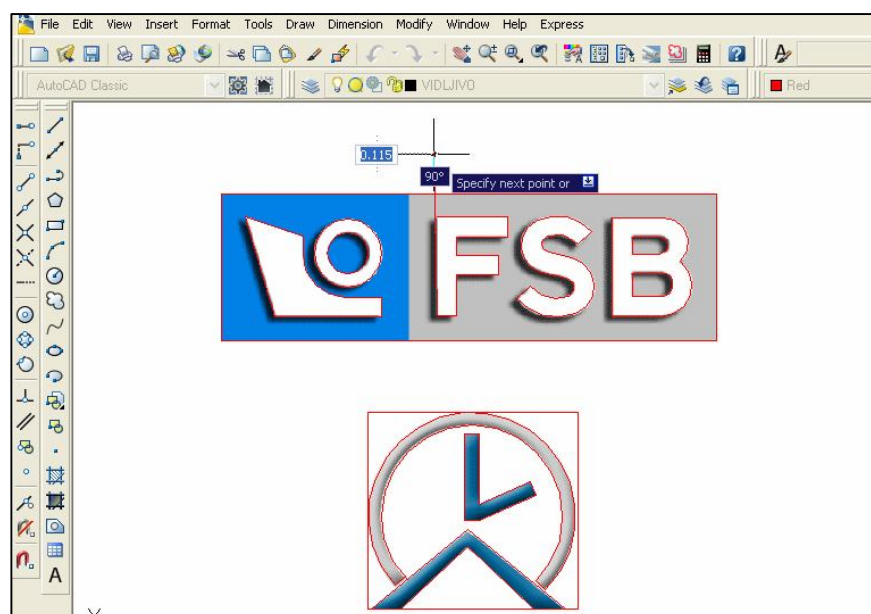 File Edit View Insert Format Tools Draw Dimension Modify Window Help Express
AutoCAD Classic VIDLJIVO Red
0.115
90° Specify next point or
FSB
A
Y